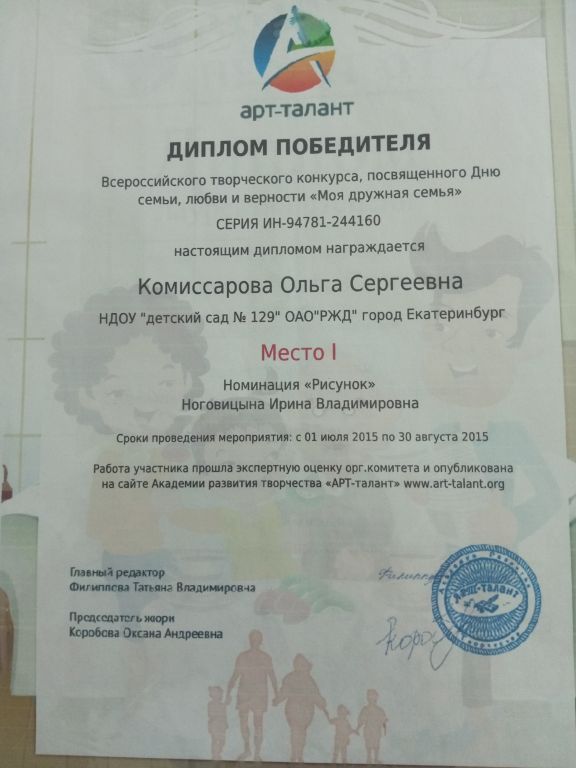 арт-талант
ДИПЛОМ ПОБЕДИТЕЛЯ
Всероссийского творческого конкурса, посвященного Дню
семьи, любви и верности «Моя дружная семья»
СЕРИЯ ИН-94781-244160
настоящим дипломом награждается
Комиссарова Ольга Сергеевна
НДОУ "детский сад № 129" ОАО"РЖД" город Екатеринбург
Место I
Номинация «Рисунок»
Ноговицына Ирина Владимировна
Сроки проведения мероприятия: с 01 июля 2015 по 30 августа 2015
Работа участника прошла экспертную оценку орг.комитета и опубликована
на сайте Академии развития творчества «АРТ-талант» www.art-talant.org
Главный редактор
Филиппова Татьяна Владимировна
Председатель жюри
Коробова Оксана Андреевна
Арт-талант